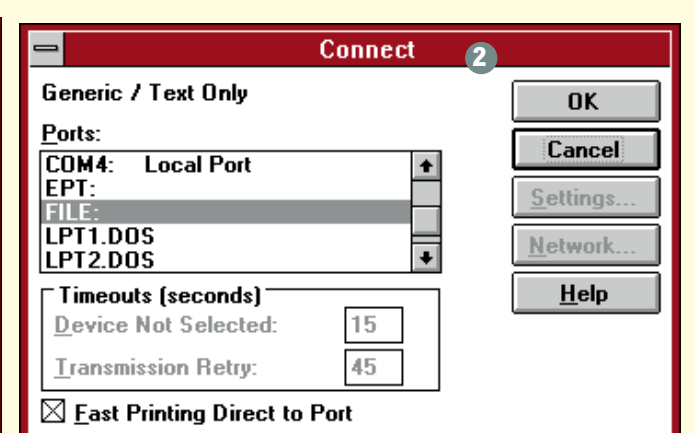 Connect
2
Generic / Text Only
OK
Ports:
Cancel
COM4: Local Port
EPT:
FILE:
LPT1.DOS
LPT2.DOS
Settings...
Network...
Help
Timeouts (seconds)
Device Not Selected: 15
Transmission Retry: 45
Fast Printing Direct to Port